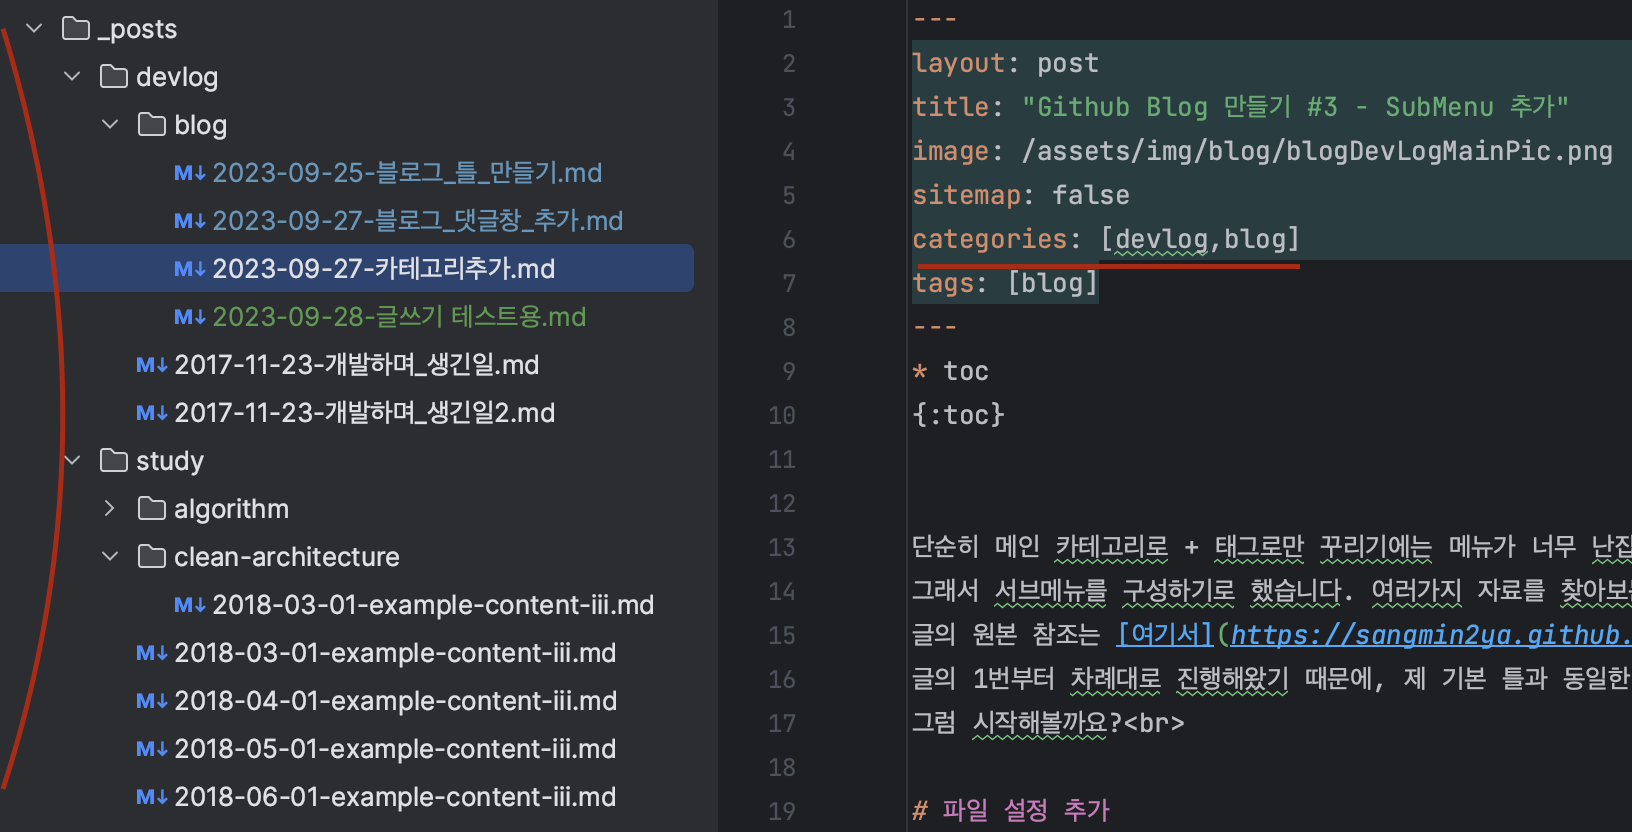 _posts
devlog
blog
M↓ 2023-09-25-블로그_틀_만들기.md
M↓ 2023-09-27-블로그_댓글창_추가.md
M↓ 2023-09-27-카테고리추가.md
M↓ 2023-09-28-글쓰기 테스트용.md
M↓ 2017-11-23-개발하며_생긴일.md
M↓ 2017-11-23-개발하며_생긴일2.md
study
algorithm
clean-architecture
M↓ 2018-03-01-example-content-iii.md
M↓ 2018-03-01-example-content-iii.md
M↓ 2018-04-01-example-content-iii.md
M↓ 2018-05-01-example-content-iii.md
M↓ 2018-06-01-example-content-iii.md
1 ---
2 layout: post
3 title: "Github Blog 만들기 #3 - SubMenu 추가"
4 image: /assets/img/blog/blogDevLogMainPic.png
5 sitemap: false
6 categories: [devlog,blog]
7 tags: [blog]
8 ---
9 * toc
10 {:toc}
11
12
13 단순히 메인 카테고리로 + 태그로만 꾸리기에는 메뉴가 너무 난집
14 그래서 서브메뉴를 구성하기로 했습니다. 여러가지 자료를 찾아보는
15 글의 원본 참조는 [여기서](https://sangmin2ya.github.
16 글의 1번부터 차례대로 진행해왔기 때문에, 제 기본 틀과 동일한
17 그럼 시작해볼까요?<br>
18
19 # 파일 설정 추가